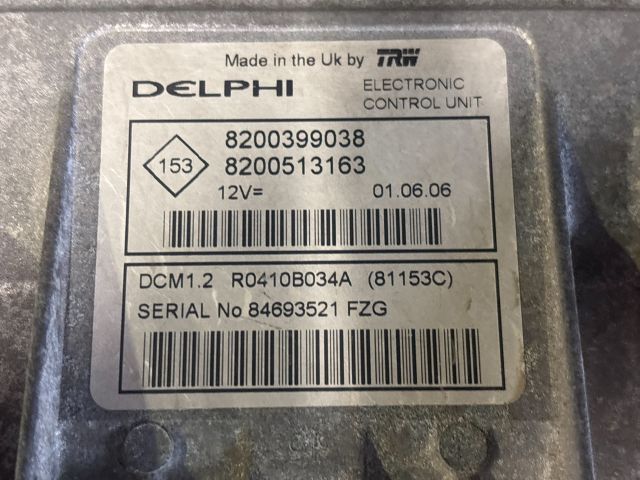 Made in the Uk by TRW
DELPHI
ELECTRONIC
CONTROL UNIT
153
8200399038
8200513163
12V=
01.06.06
DCM1.2 R0410B034A (81153C)
SERIAL No 84693521 FZG